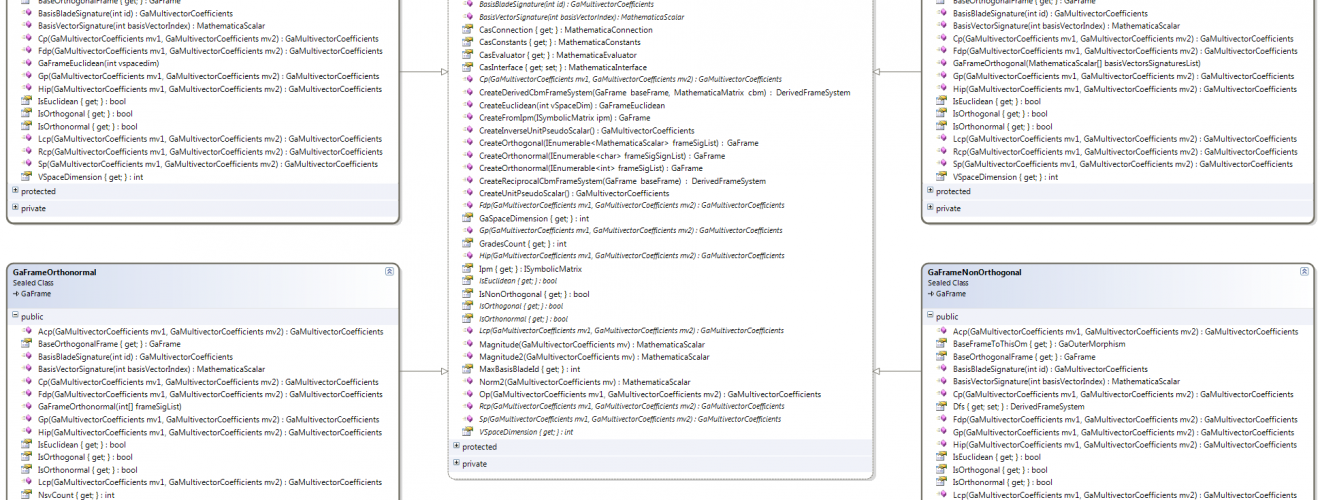 BaseOrthogonalFrame { get; } : GaFrame
BasisBladeSignature(int id) : GaMultivectorCoefficients
BasisVectorSignature(int basisVectorIndex) : MathematicaScalar
Cp(GaMultivectorCoefficients mv1, GaMultivectorCoefficients mv2) : GaMultivectorCoefficients
Fdp(GaMultivectorCoefficients mv1, GaMultivectorCoefficients mv2) : GaMultivectorCoefficients
GaFrameEuclidean(int vspacedim)
Gp(GaMultivectorCoefficients mv1, GaMultivectorCoefficients mv2) : GaMultivectorCoefficients
Hip(GaMultivectorCoefficients mv1, GaMultivectorCoefficients mv2) : GaMultivectorCoefficients
IsEuclidean { get; } : bool
IsOrthogonal { get; } : bool
IsOrthonormal { get; } : bool
Lcp(GaMultivectorCoefficients mv1, GaMultivectorCoefficients mv2) : GaMultivectorCoefficients
Rcp(GaMultivectorCoefficients mv1, GaMultivectorCoefficients mv2) : GaMultivectorCoefficients
Sp(GaMultivectorCoefficients mv1, GaMultivectorCoefficients mv2) : GaMultivectorCoefficients
VSpaceDimension { get; } : int
protected
private
GaFrameOrthonormal
Sealed Class
GaFrame
public
Acp(GaMultivectorCoefficients mv1, GaMultivectorCoefficients mv2) : GaMultivectorCoefficients
BaseOrthogonalFrame { get; } : GaFrame
BasisBladeSignature(int id) : GaMultivectorCoefficients
BasisVectorSignature(int basisVectorIndex) : MathematicaScalar
Cp(GaMultivectorCoefficients mv1, GaMultivectorCoefficients mv2) : GaMultivectorCoefficients
Fdp(GaMultivectorCoefficients mv1, GaMultivectorCoefficients mv2) : GaMultivectorCoefficients
GaFrameOrthonormal(int[] frameSigList)
Gp(GaMultivectorCoefficients mv1, GaMultivectorCoefficients mv2) : GaMultivectorCoefficients
Hip(GaMultivectorCoefficients mv1, GaMultivectorCoefficients mv2) : GaMultivectorCoefficients
IsEuclidean { get; } : bool
IsOrthogonal { get; } : bool
IsOrthonormal { get; } : bool
Lcp(GaMultivectorCoefficients mv1, GaMultivectorCoefficients mv2) : GaMultivectorCoefficients
NsvCount { get; } : int
BasisBladeSignature(int id) : GaMultivectorCoefficients
BasisVectorSignature(int basisVectorIndex) : MathematicaScalar
CasConnection { get; } : MathematicaConnection
CasConstants { get; } : MathematicaConstants
CasEvaluator { get; } : MathematicaEvaluator
CasInterface { get; set; } : MathematicaInterface
Cp(GaMultivectorCoefficients mv1, GaMultivectorCoefficients mv2) : GaMultivectorCoefficients
CreateDerivedCbmFrameSystem(GaFrame baseFrame, MathematicaMatrix cbm) : DerivedFrameSystem
CreateEuclidean(int vSpaceDim) : GaFrameEuclidean
CreateFromIpm(ISymbolicMatrix ipm) : GaFrame
CreateInverseUnitPseudoScalar() : GaMultivectorCoefficients
CreateOrthogonal(IEnumerable<MathematicaScalar> frameSigList) : GaFrame
CreateOrthonormal(IEnumerable<char> frameSigSignList) : GaFrame
CreateOrthonormal(IEnumerable<int> frameSigList) : GaFrame
CreateReciprocalCbmFrameSystem(GaFrame baseFrame) : DerivedFrameSystem
CreateUnitPseudoScalar() : GaMultivectorCoefficients
Fdp(GaMultivectorCoefficients mv1, GaMultivectorCoefficients mv2) : GaMultivectorCoefficients
GaSpaceDimension { get; } : int
Gp(GaMultivectorCoefficients mv1, GaMultivectorCoefficients mv2) : GaMultivectorCoefficients
GradesCount { get; } : int
Hip(GaMultivectorCoefficients mv1, GaMultivectorCoefficients mv2) : GaMultivectorCoefficients
Ipm { get; } : ISymbolicMatrix
IsEuclidean { get; } : bool
IsNonOrthogonal { get; } : bool
IsOrthogonal { get; } : bool
IsOrthonormal { get; } : bool
Lcp(GaMultivectorCoefficients mv1, GaMultivectorCoefficients mv2) : GaMultivectorCoefficients
Magnitude(GaMultivectorCoefficients mv) : MathematicaScalar
Magnitude2(GaMultivectorCoefficients mv) : MathematicaScalar
MaxBasisBladeId { get; } : int
Norm2(GaMultivectorCoefficients mv) : MathematicaScalar
Op(GaMultivectorCoefficients mv1, GaMultivectorCoefficients mv2) : GaMultivectorCoefficients
Rcp(GaMultivectorCoefficients mv1, GaMultivectorCoefficients mv2) : GaMultivectorCoefficients
Sp(GaMultivectorCoefficients mv1, GaMultivectorCoefficients mv2) : GaMultivectorCoefficients
VSpaceDimension { get; } : int
protected
private
BaseOrthogonalFrame { get; } : GaFrame
BasisBladeSignature(int id) : GaMultivectorCoefficients
BasisVectorSignature(int basisVectorIndex) : MathematicaScalar
Cp(GaMultivectorCoefficients mv1, GaMultivectorCoefficients mv2) : GaMultivectorCoefficients
Fdp(GaMultivectorCoefficients mv1, GaMultivectorCoefficients mv2) : GaMultivectorCoefficients
GaFrameOrthogonal(MathematicaScalar[] basisVectorsSignaturesList)
Gp(GaMultivectorCoefficients mv1, GaMultivectorCoefficients mv2) : GaMultivectorCoefficients
Hip(GaMultivectorCoefficients mv1, GaMultivectorCoefficients mv2) : GaMultivectorCoefficients
IsEuclidean { get; } : bool
IsOrthogonal { get; } : bool
IsOrthonormal { get; } : bool
Lcp(GaMultivectorCoefficients mv1, GaMultivectorCoefficients mv2) : GaMultivectorCoefficients
Rcp(GaMultivectorCoefficients mv1, GaMultivectorCoefficients mv2) : GaMultivectorCoefficients
Sp(GaMultivectorCoefficients mv1, GaMultivectorCoefficients mv2) : GaMultivectorCoefficients
VSpaceDimension { get; } : int
protected
private
GaFrameNonOrthogonal
Sealed Class
GaFrame
public
Acp(GaMultivectorCoefficients mv1, GaMultivectorCoefficients mv2) : GaMultivectorCoefficients
BaseFrameToThisOm { get; } : GaOuterMorphism
BaseOrthogonalFrame { get; } : GaFrame
BasisBladeSignature(int id) : GaMultivectorCoefficients
BasisVectorSignature(int basisVectorIndex) : MathematicaScalar
Cp(GaMultivectorCoefficients mv1, GaMultivectorCoefficients mv2) : GaMultivectorCoefficients
Dfs { get; set; } : DerivedFrameSystem
Fdp(GaMultivectorCoefficients mv1, GaMultivectorCoefficients mv2) : GaMultivectorCoefficients
Gp(GaMultivectorCoefficients mv1, GaMultivectorCoefficients mv2) : GaMultivectorCoefficients
Hip(GaMultivectorCoefficients mv1, GaMultivectorCoefficients mv2) : GaMultivectorCoefficients
IsEuclidean { get; } : bool
IsOrthogonal { get; } : bool
IsOrthonormal { get; } : bool
Lcp(GaMultivectorCoefficients mv1, GaMultivectorCoefficients mv2) : GaMultivectorCoefficients